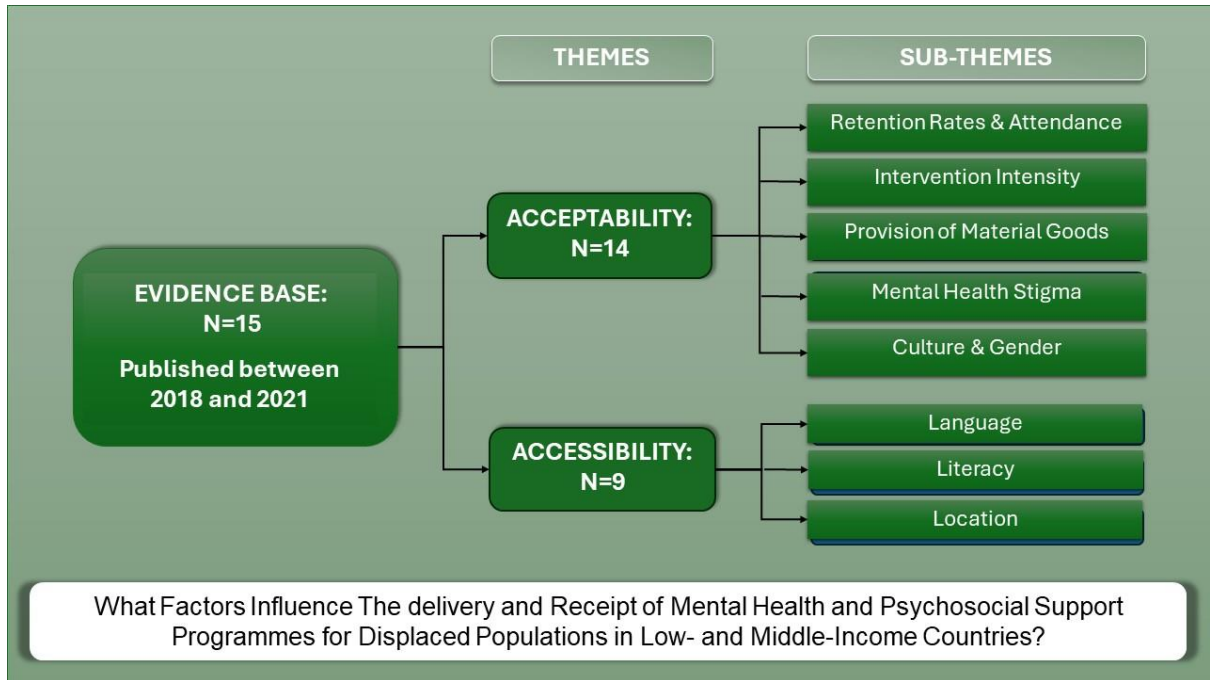 THEMES
SUB-THEMES
EVIDENCE BASE:
N=15
Published between
2018 and 2021
ACCEPTABILITY:
N=14
Retention Rates & Attendance
Intervention Intensity
Provision of Material Goods
Mental Health Stigma
Culture & Gender
ACCESSIBILITY:
N=9
Language
Literacy
Location
What Factors Influence The delivery and Receipt of Mental Health and Psychosocial Support
Programmes for Displaced Populations in Low- and Middle-Income Countries?